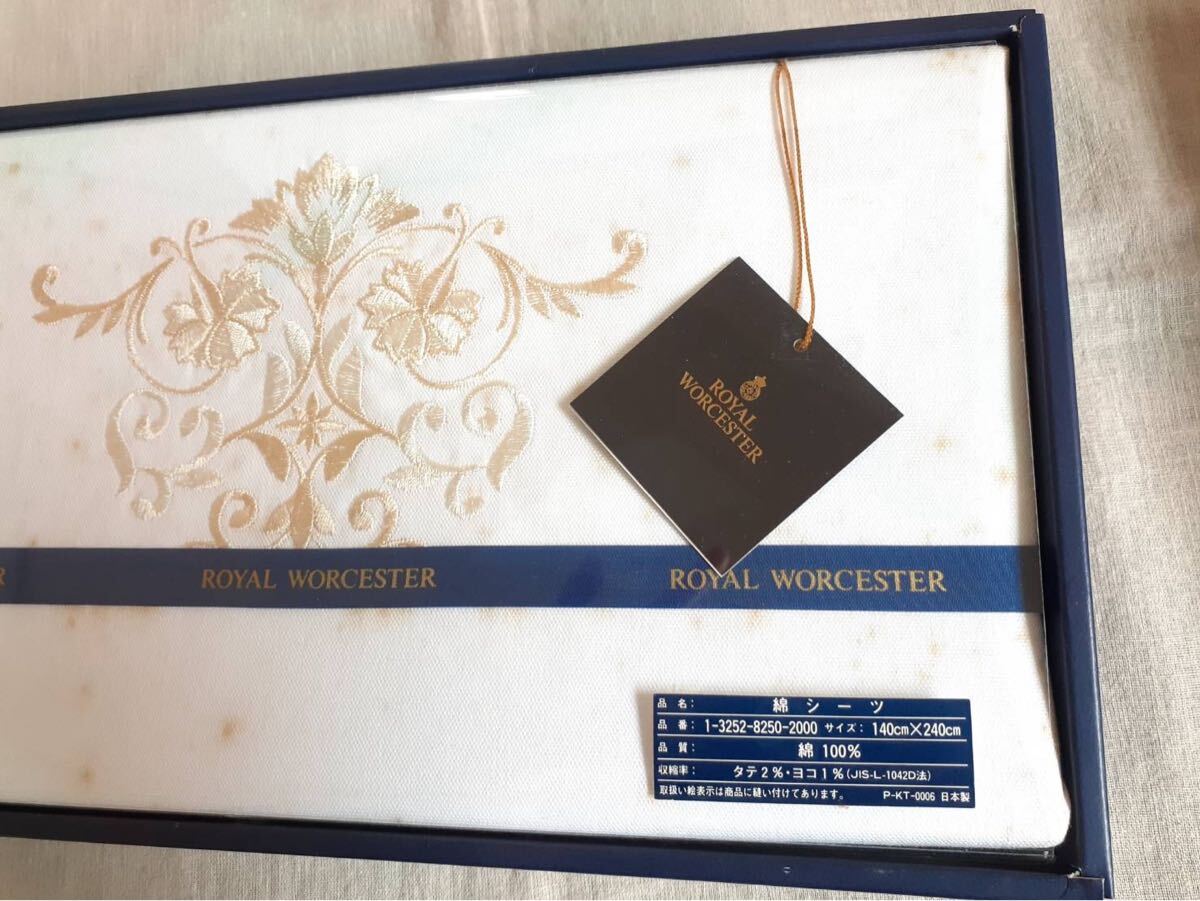 ROYAL
WORCESTER
R
ROYAL WORCESTER
ROYAL WORCESTER
品名: 綿シーツ
品番: 1-3252-8250-2000 サイズ: 140cm×240cm
品質: 綿 100%
収縮率: タテ2%・ヨコ1%(JIS-L-1042D法)
取扱い絵表示は商品に縫い付けてあります。 P-KT-0006 日本製